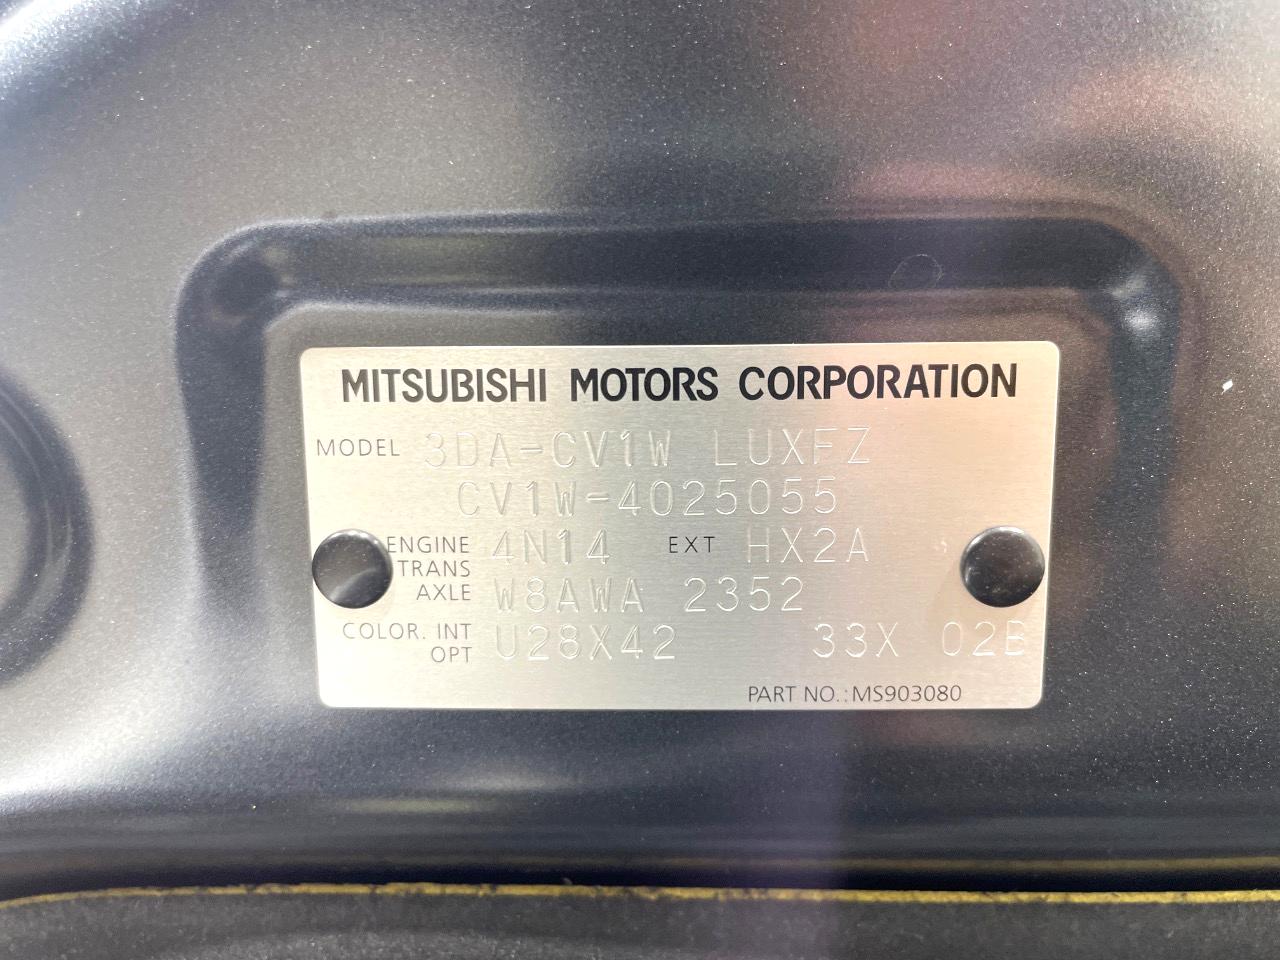 MITSUBISHI MOTORS CORPORATION
MODEL 3DA-CV1W LUXFZ
CV1W-4025055
ENGINE 4N14 EXT HX2A
TRANS
AXLE W8AWA 2352
COLOR. INT
OPT U28X42 33X 02B
PART NO.:MS903080